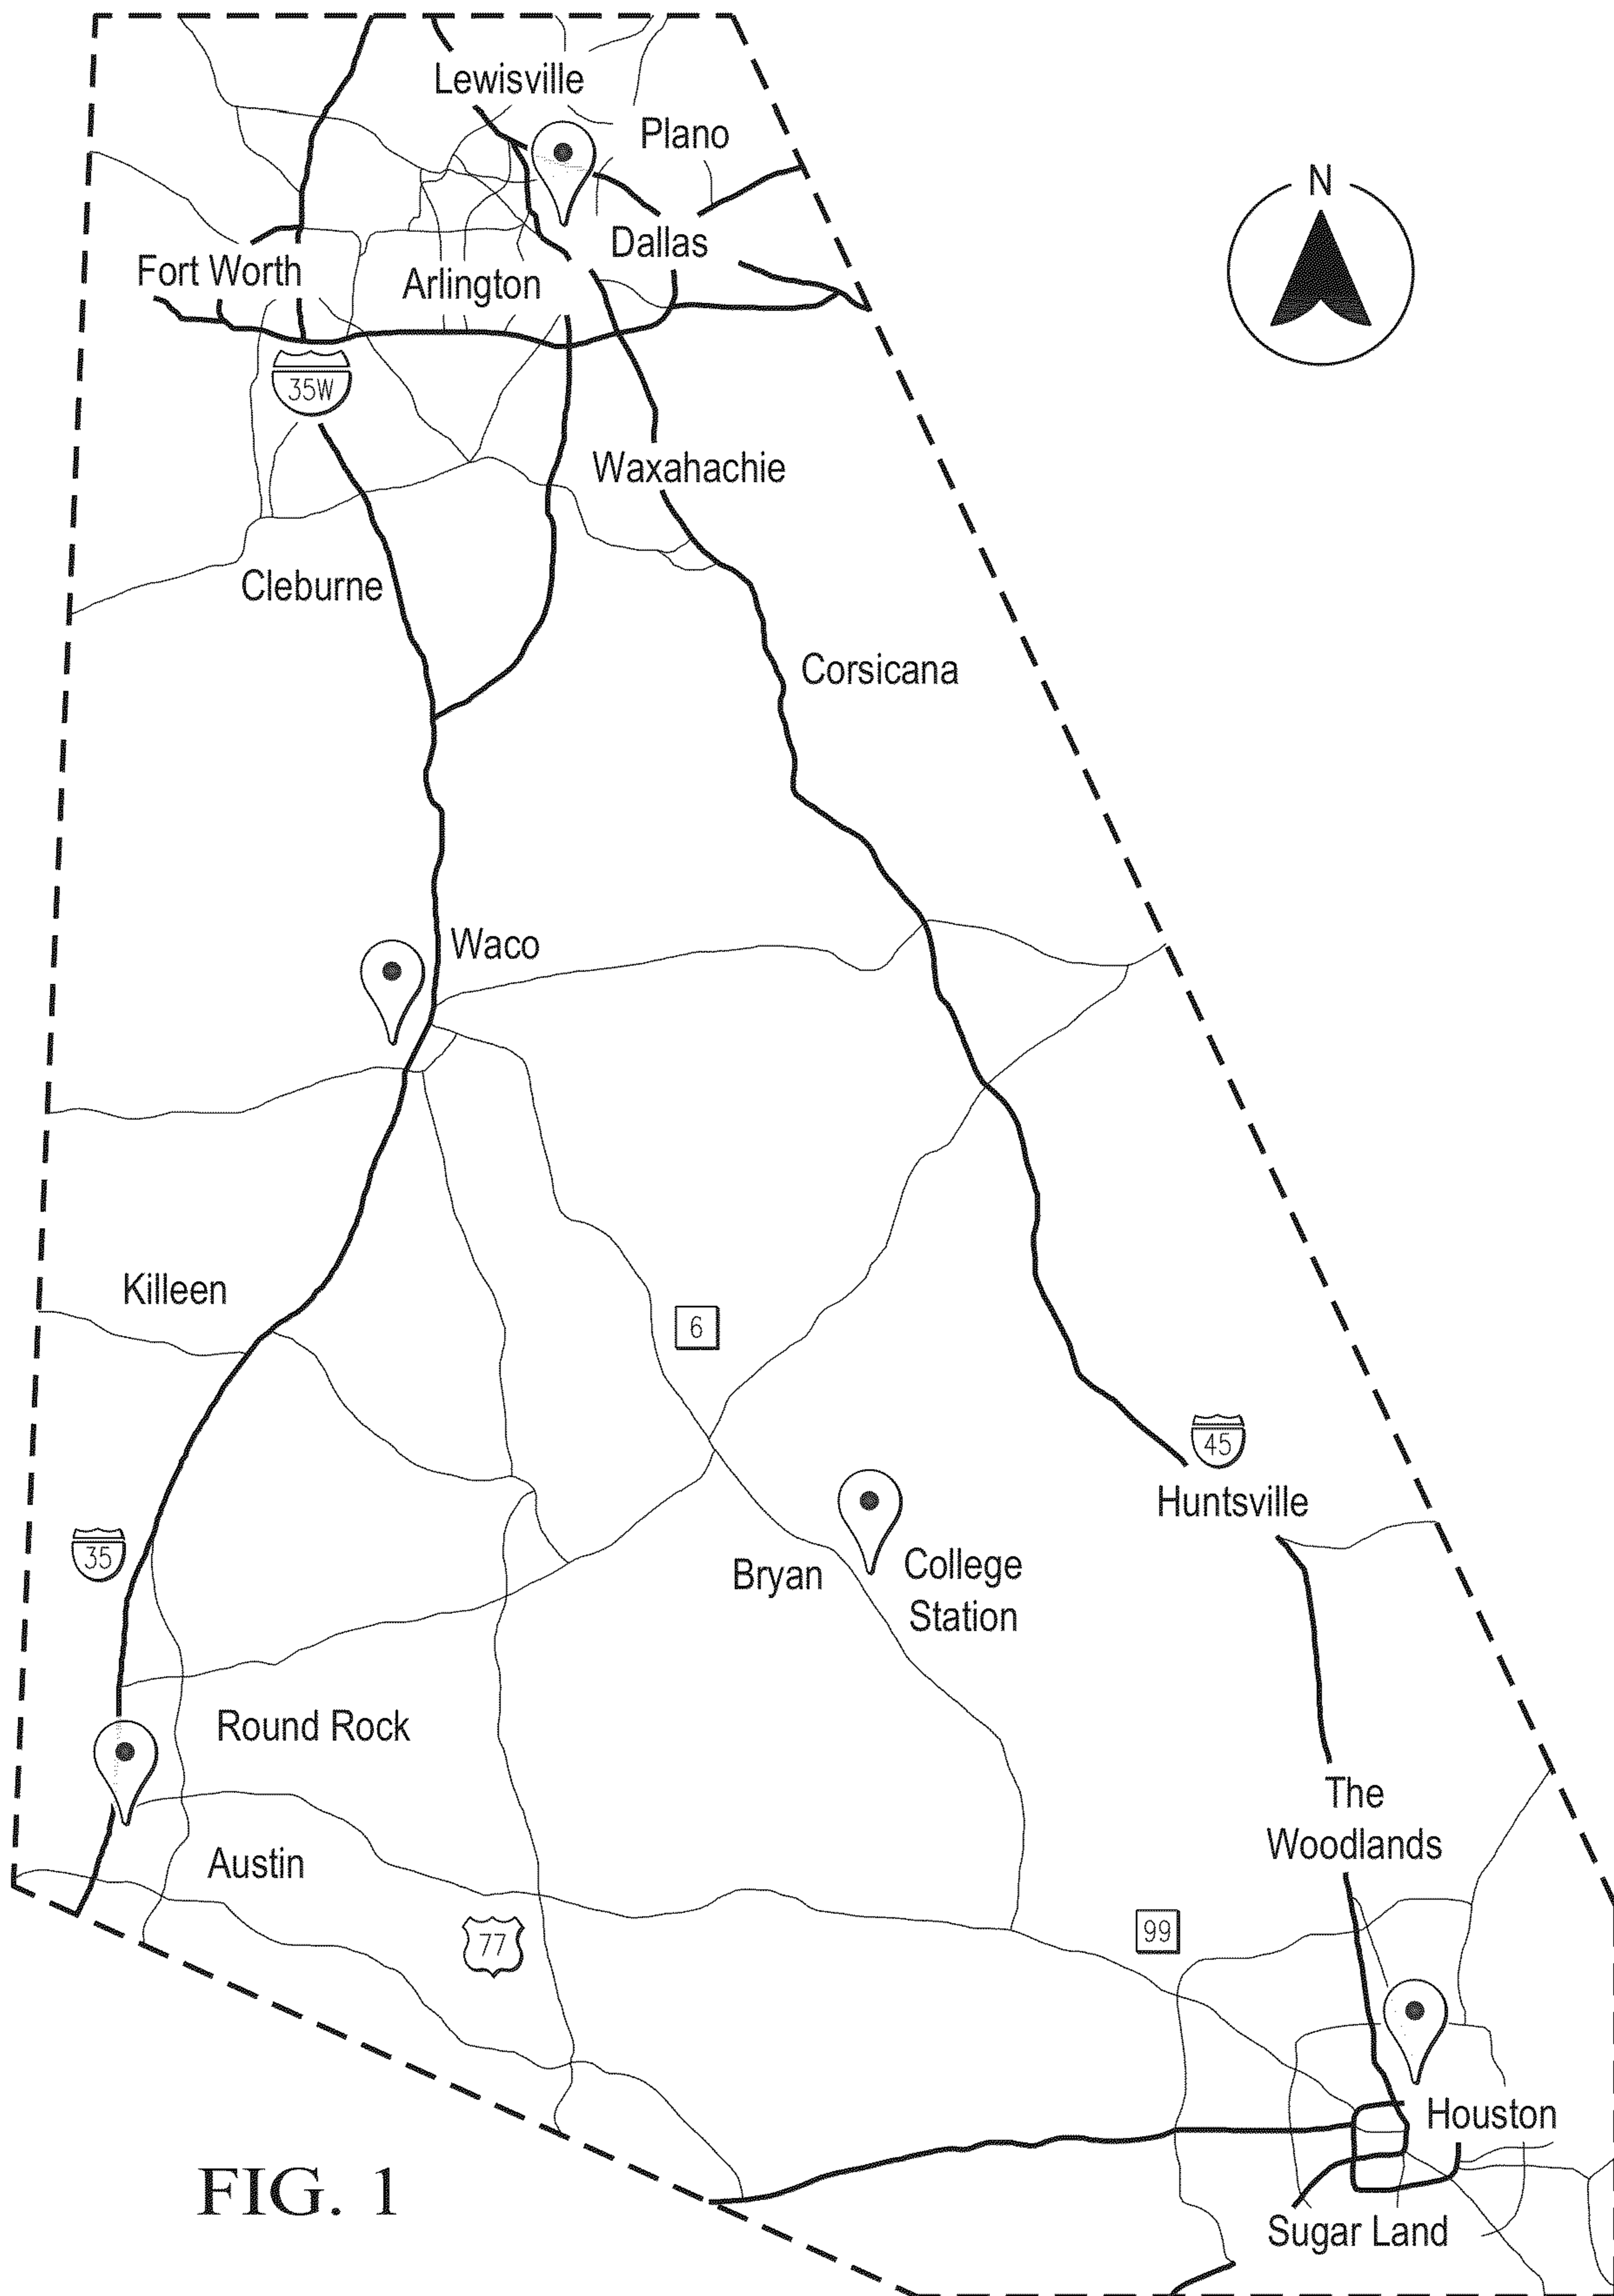 Lewisville
Plano
N
Dallas
Fort Worth
Arlington
35W
Waxahachie
Cleburne
Corsicana
Waco
Killeen
6
45
Huntsville
35
Bryan
College
Station
Round Rock
The
Woodlands
Austin
77
99
Houston
FIG. 1
Sugar Land